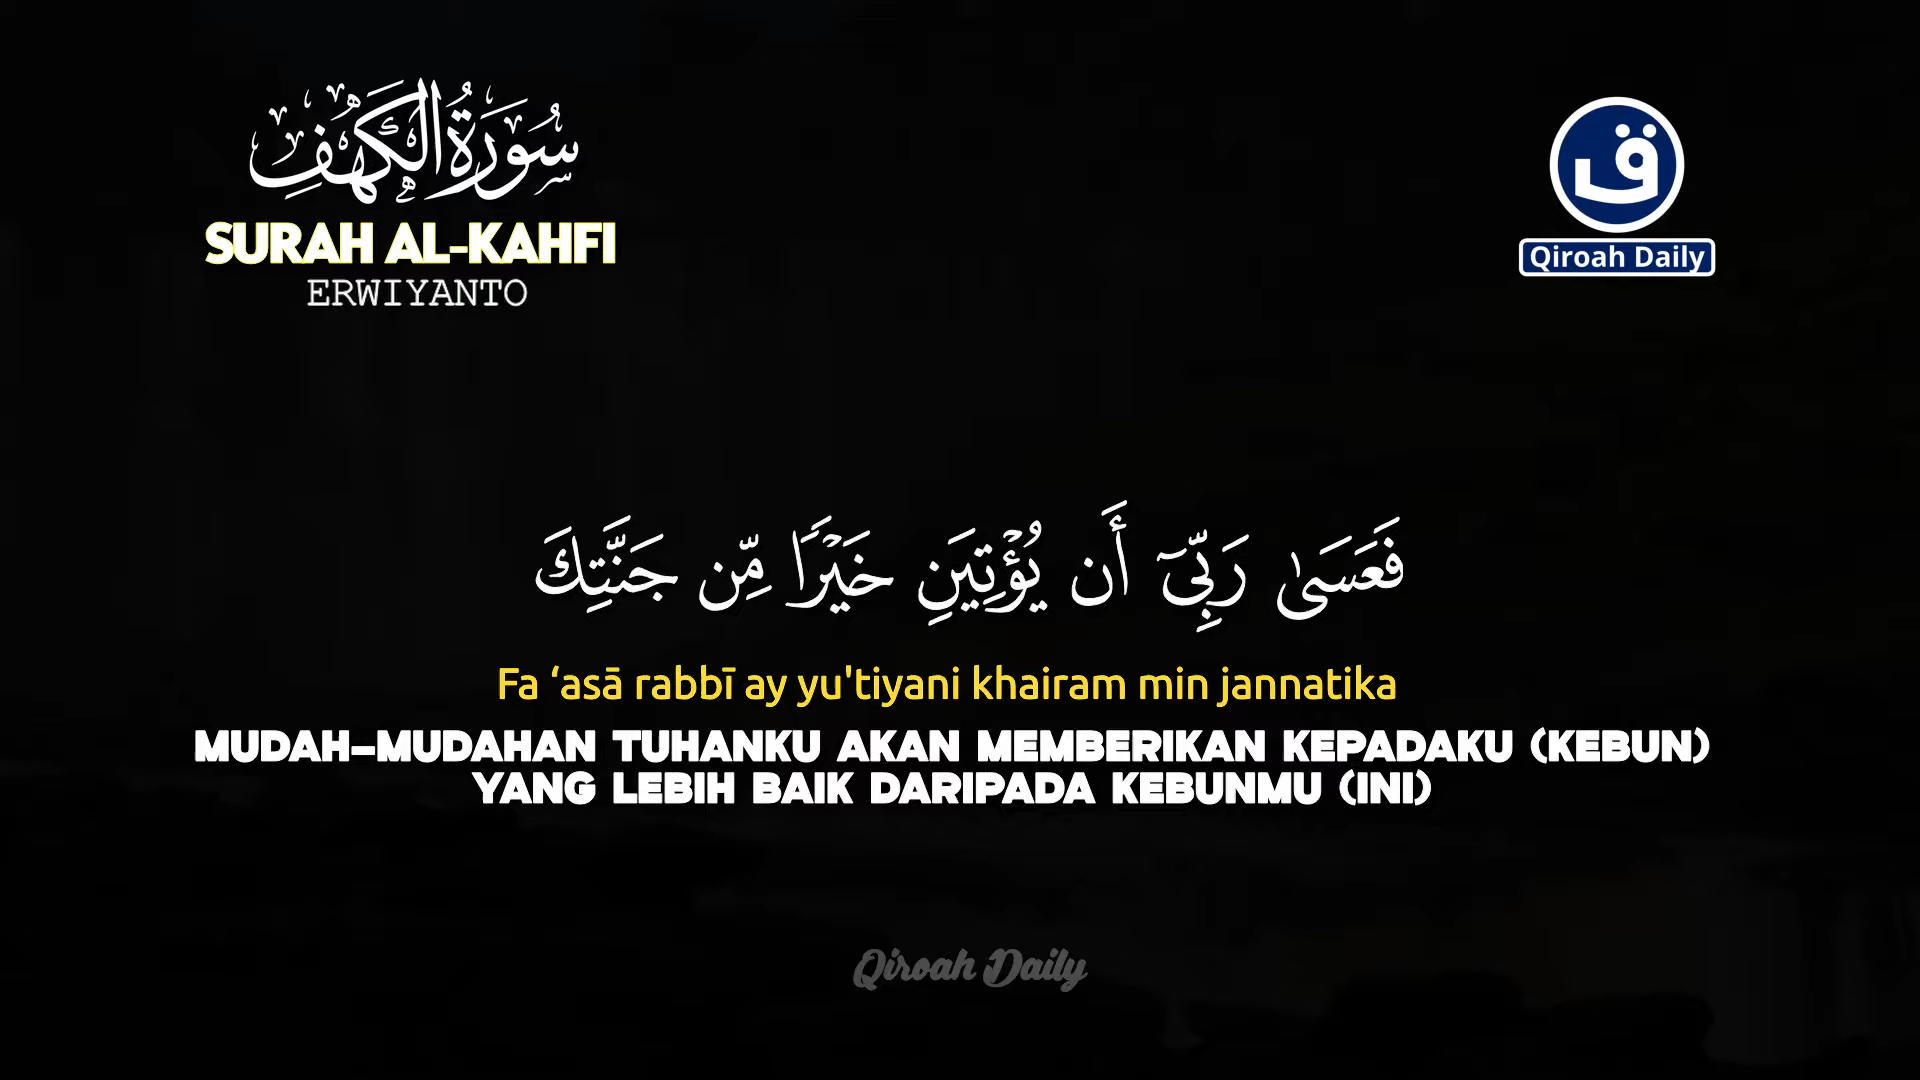 سُورَةُ الْكَهْفِ
SURAH AL-KAHFI
ERWIYANTO
ق
Qiroah Daily
فَعَسَىٰ رَبِّىٓ أَن يُؤْتِيَنِ خَيْرًا مِّن جَنَّتِكَ
Fa ‘asā rabbī ay yu'tiyani khairam min jannatika
MUDAH-MUDAHAN TUHANKU AKAN MEMBERIKAN KEPADAKU (KEBUN)
YANG LEBIH BAIK DARIPADA KEBUNMU (INI)
Qiroah Daily